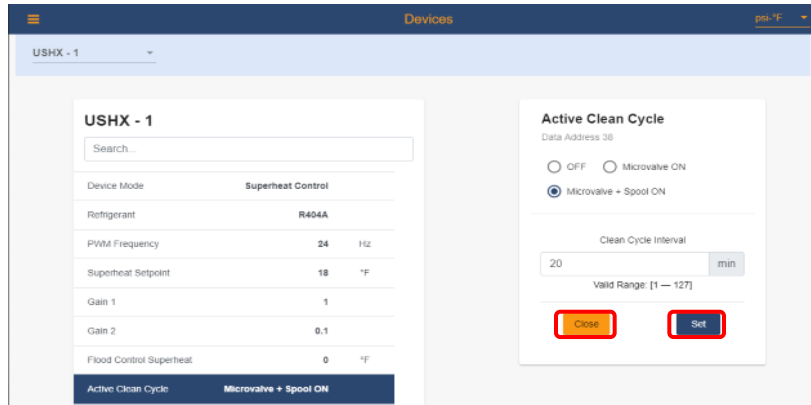 Devices
psi-°F
USHX - 1
USHX - 1
Search...
Device Mode Superheat Control
Refrigerant R404A
PWM Frequency 24 Hz
Superheat Setpoint 18 °F
Gain 1 1
Gain 2 0.1
Flood Control Superheat 0 °F
Active Clean Cycle Microvalve + Spool ON
Active Clean Cycle
Data Address 38
OFF Microvalve ON
Microvalve + Spool ON
Clean Cycle Interval
20 min
Valid Range: [1 — 127]
Close Set